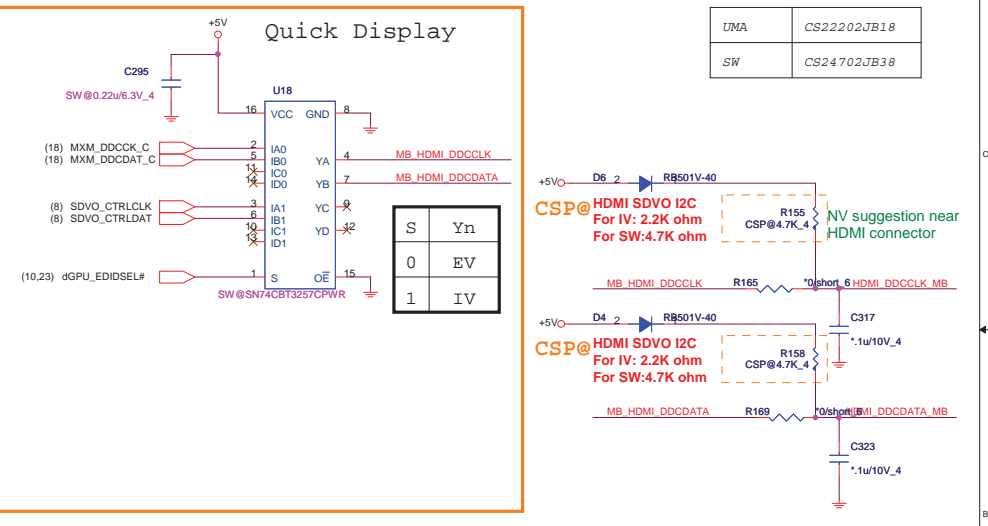 Quick Display
+5V
C295
SW@0.22u/6.3V_4
U18
16 VCC GND 8
(18) MXM_DDCCK_C 2 IA0
(18) MXM_DDCDAT_C 5 IB0 YA 4 MB_HDMI_DDCCLK
11 IC0
14 ID0 YB 7 MB_HDMI_DDCDATA
(8) SDVO_CTRLCLK 3 IA1 YC 9
(8) SDVO_CTRLDAT 6 IB1
10 IC1 YD 12
13 ID1
(10,23) dGPU_EDIDSEL# 1 S OE 15
SW@SN74CBT3257CPWR
S Yn
0 EV
1 IV
UMA CS22202JB18
SW CS24702JB38
+5V D6 2 1 RB501V-40
CSP@ HDMI SDVO I2C
For IV: 2.2K ohm
For SW:4.7K ohm
R155
CSP@4.7K_4
NV suggestion near
HDMI connector
MB_HDMI_DDCCLK R165 *0/short_6 HDMI_DDCCLK_MB
C317
*.1u/10V_4
+5V D4 2 1 RB501V-40
CSP@ HDMI SDVO I2C
For IV: 2.2K ohm
For SW:4.7K ohm
R158
CSP@4.7K_4
MB_HDMI_DDCDATA R169 *0/short_6 HDMI_DDCDATA_MB
C323
*.1u/10V_4
C
B